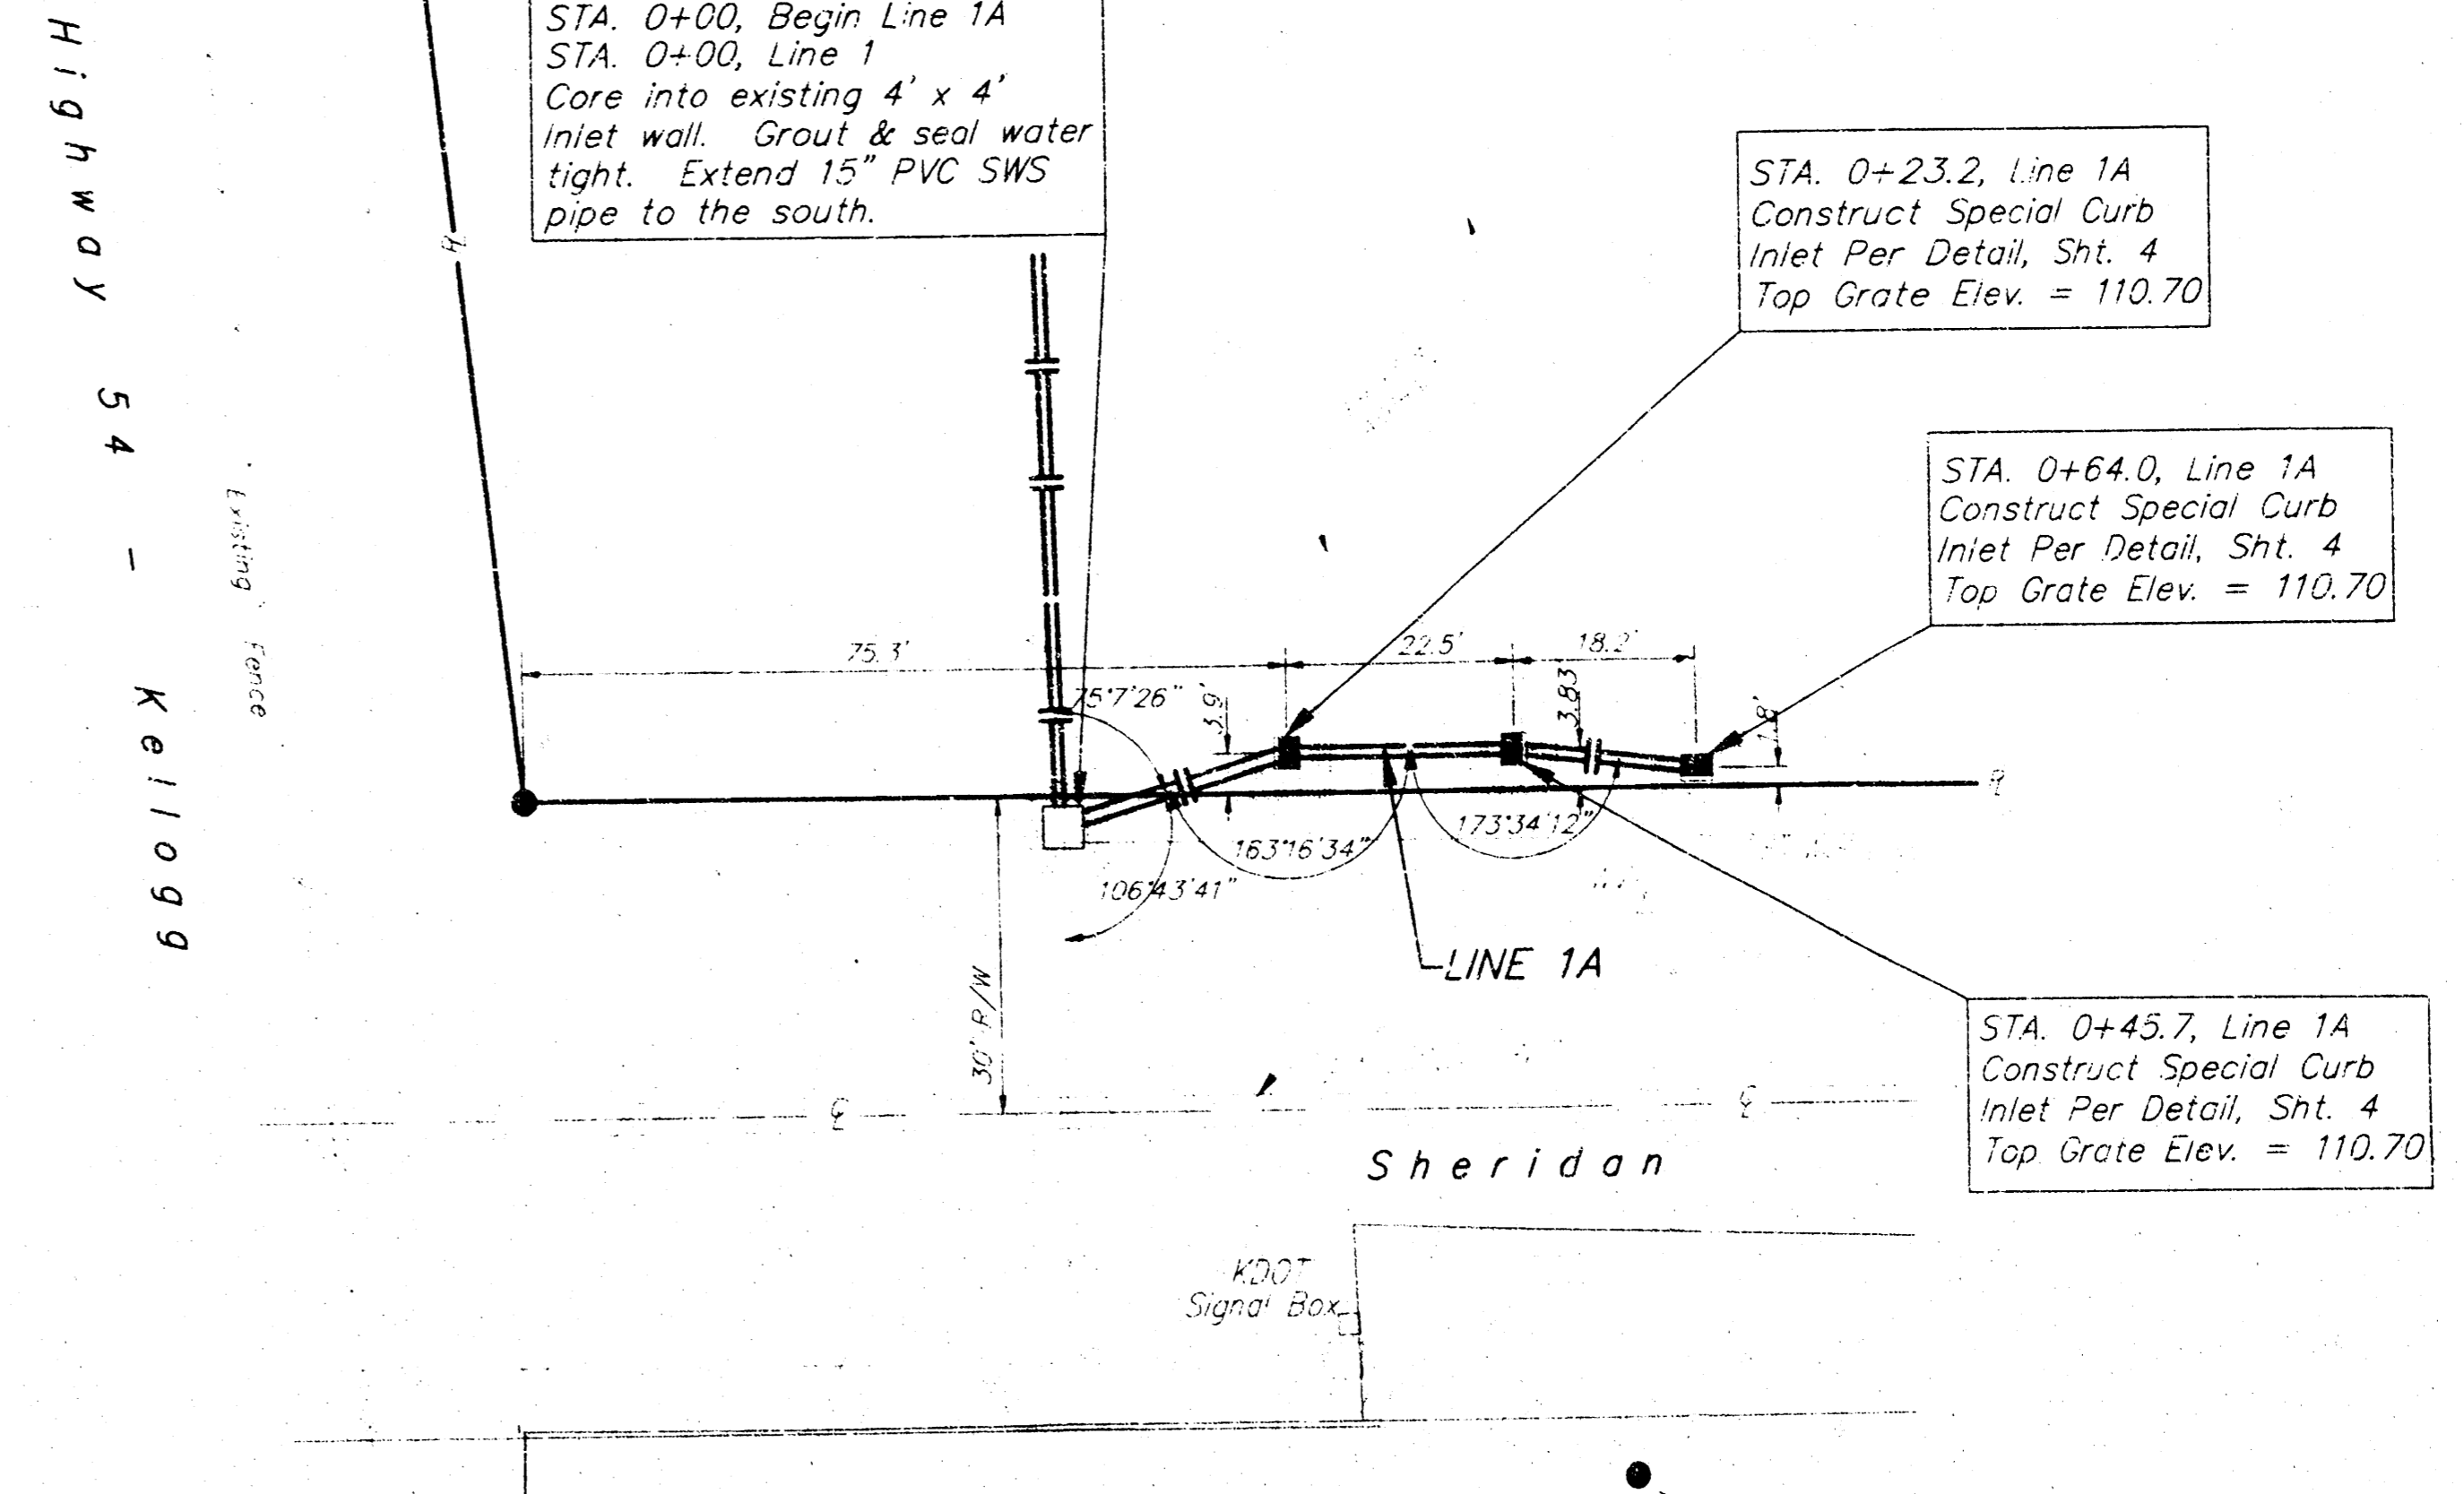 STA. 0+00, Begin Line 1A
STA. 0+00, Line 1
Core into existing 4' x 4'
Inlet wall. Grout & seal water
tight. Extend 15" PVC SWS
pipe to the south.
STA. 0+23.2, Line 1A
Construct Special Curb
Inlet Per Detail, Sht. 4
Top Grate Elev. = 110.70
STA. 0+64.0, Line 1A
Construct Special Curb
Inlet Per Detail, Sht. 4
Top Grate Elev. = 110.70
Highway 54 - Kellogg
Existing Fence
75.3'
22.5'
18.2'
75°7'26"
3.9'
3.83
1.8'
163°16'34"
173°34'12"
106°43'41"
LINE 1A
30.0' R/W
STA. 0+45.7, Line 1A
Construct Special Curb
Inlet Per Detail, Sht. 4
Top Grate Elev. = 110.70
Sheridan
KDOT
Signal Box